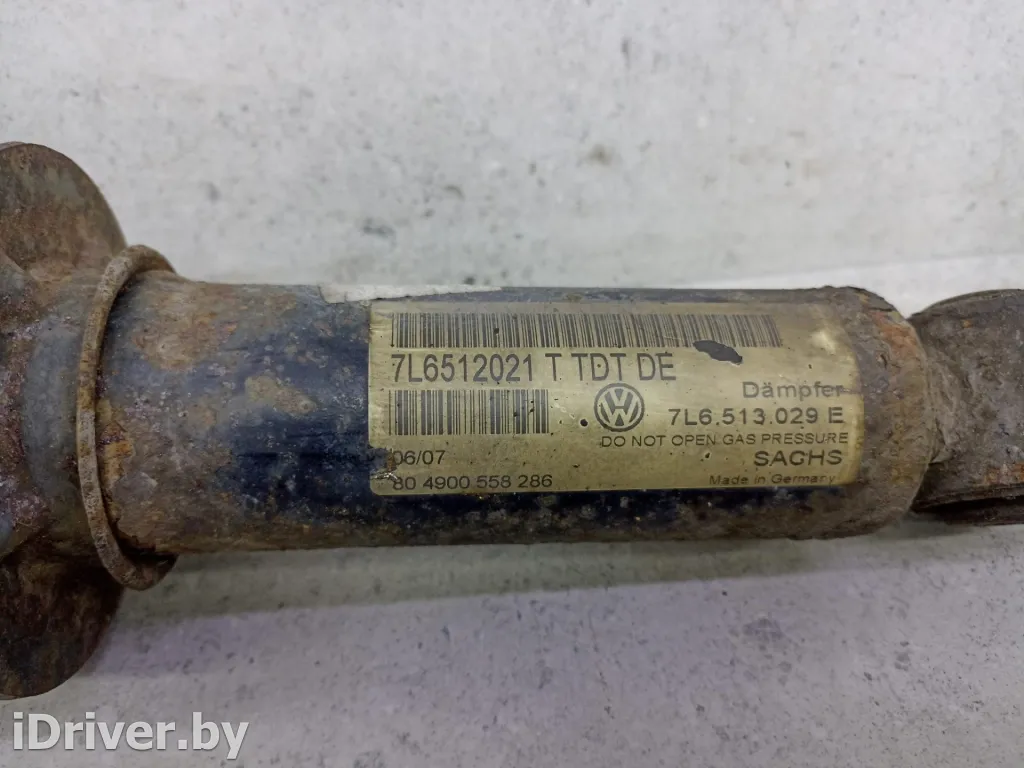 7L6512021 T TDT DE
Dämpfer
7L6.513.029 E
DO NOT OPEN GAS PRESSURE
06/07
SACHS
80 4900 558 286
Made in Germany
iDriver.by